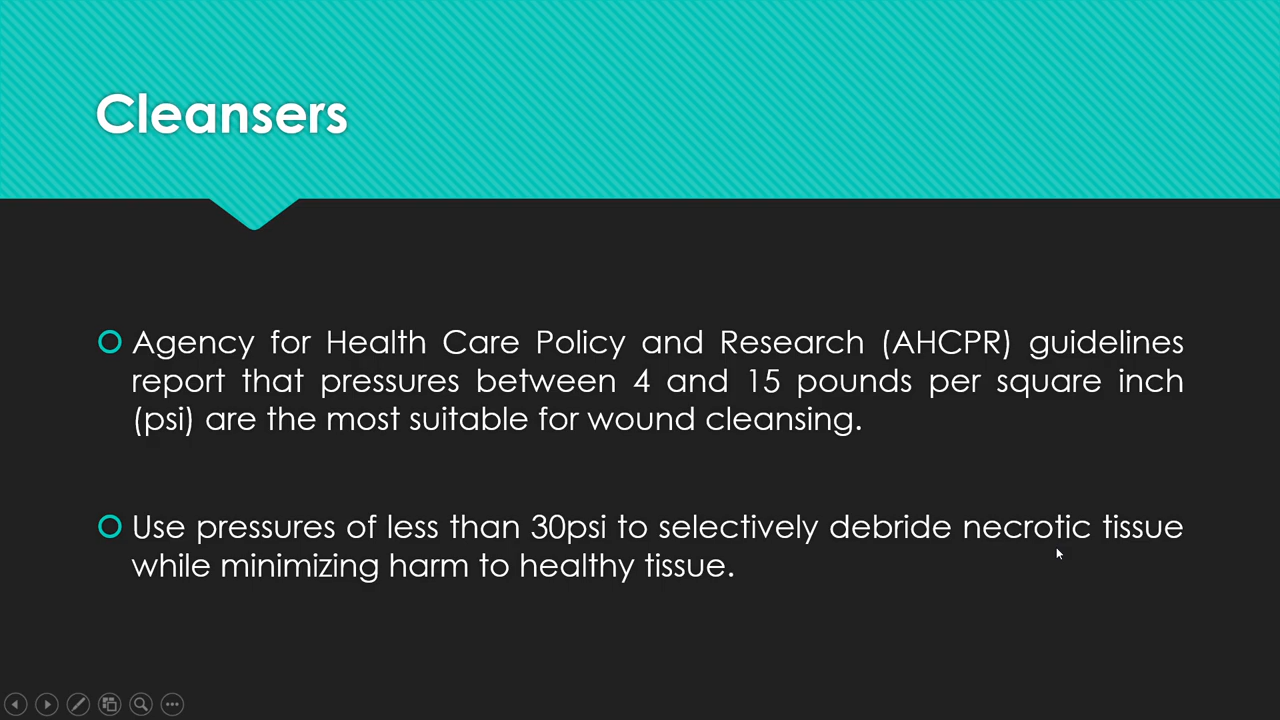 Cleansers
Agency for Health Care Policy and Research (AHCPR) guidelines
report that pressures between 4 and 15 pounds per square inch
(psi) are the most suitable for wound cleansing.
Use pressures of less than 30psi to selectively debride necrotic tissue
while minimizing harm to healthy tissue.